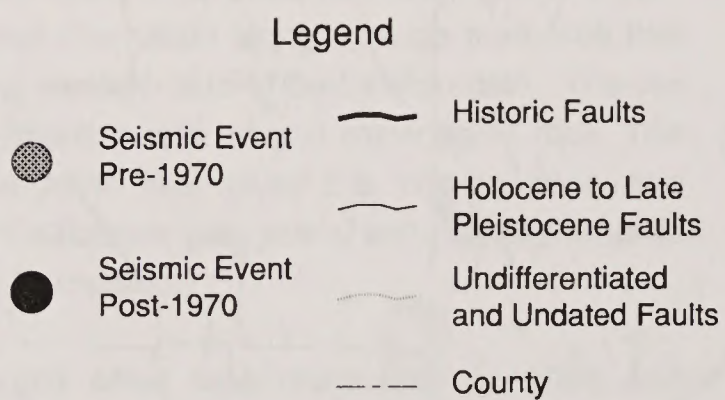 Legend
Seismic Event
Pre-1970
Seismic Event
Post-1970
Historic Faults
Holocene to Late
Pleistocene Faults
Undifferentiated
and Undated Faults
County